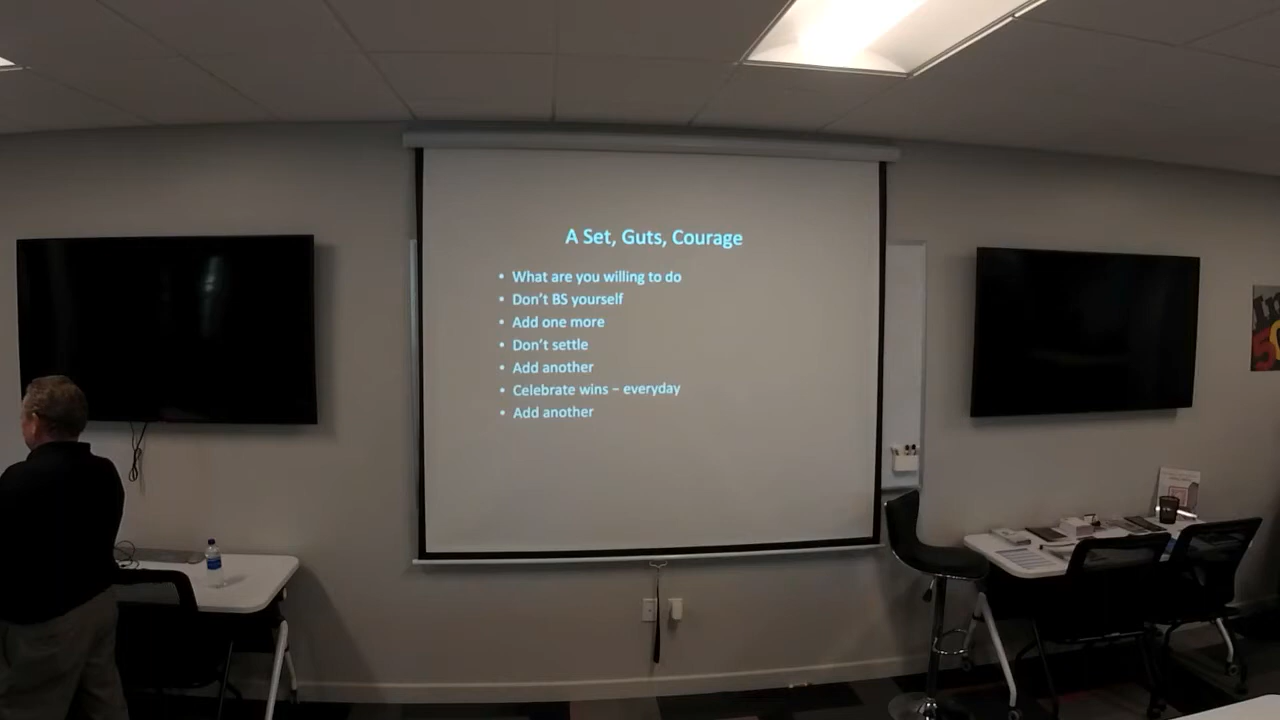 A Set, Guts, Courage
• What are you willing to do
• Don't BS yourself
• Add one more
• Don't settle
• Add another
• Celebrate wins – everyday
• Add another